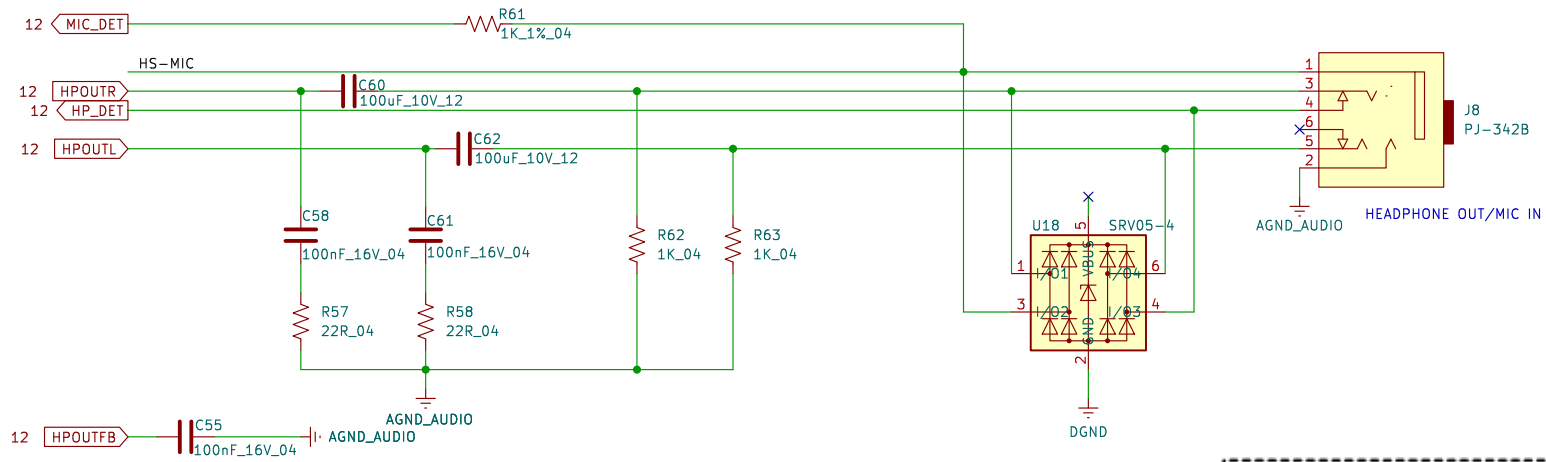 12 MIC_DET
R61
1K_1%_04
HS-MIC
12 HPOUTR
C60
100uF_10V_12
12 HP_DET
12 HPOUTL
C62
100uF_10V_12
1
3
4
6
5
2
J8
PJ-342B
AGND_AUDIO
HEADPHONE OUT/MIC IN
C58
100nF_16V_04
C61
100nF_16V_04
R62
1K_04
R63
1K_04
U18
SRV05-4
5
VBUS
1
I/O1
I/O4
6
3
I/O2
I/O3
4
GND
2
DGND
R57
22R_04
R58
22R_04
AGND_AUDIO
12 HPOUTFB
C55
100nF_16V_04
AGND_AUDIO